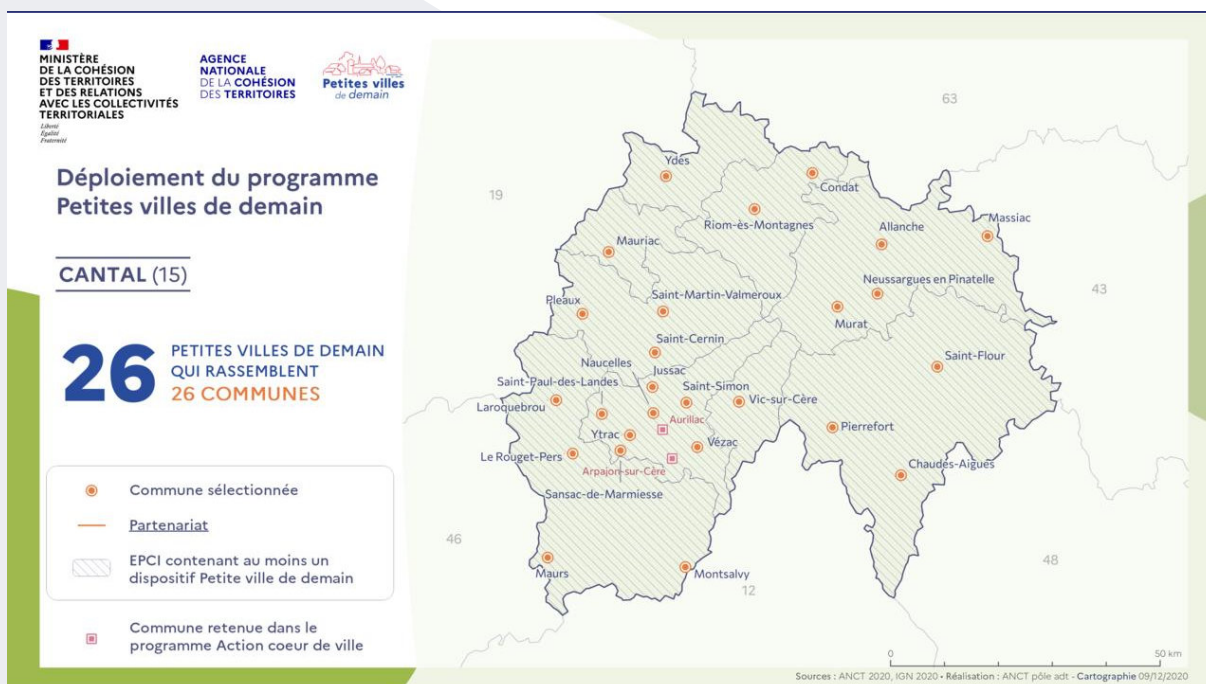 MINISTÈRE
DE LA COHÉSION
DES TERRITOIRES
ET DES RELATIONS
AVEC LES COLLECTIVITÉS
TERRITORIALES
Liberté
Égalité
Fraternité
AGENCE
NATIONALE
DE LA COHÉSION
DES TERRITOIRES
Petites villes
de demain
Déploiement du programme
Petites villes de demain
CANTAL (15)
26
PETITES VILLES DE DEMAIN
QUI RASSEMBLENT
26 COMMUNES
Commune sélectionnée
Partenariat
EPCI contenant au moins un
dispositif Petite ville de demain
Commune retenue dans le
programme Action coeur de ville
63
19
Ydes
Condat
Riom-ès-Montagnes
Allanche
Massiac
Mauriac
Neussargues en Pinatelle
43
Pleaux
Saint-Martin-Valmeroux
Murat
Saint-Cernin
Saint-Flour
Naucelles
Jussac
Saint-Paul-des-Landes
Saint-Simon
Laroquebrou
Vic-sur-Cère
Aurillac
Pierrefort
Ytrac
Vézac
Le Rouget-Pers
Arpajon-sur-Cère
Chaudes-Aigues
Sansac-de-Marmiesse
46
48
Maurs
Montsalvy
12
0
50 km
Sources : ANCT 2020, IGN 2020 • Réalisation : ANCT pôle adt - Cartographie 09/12/2020